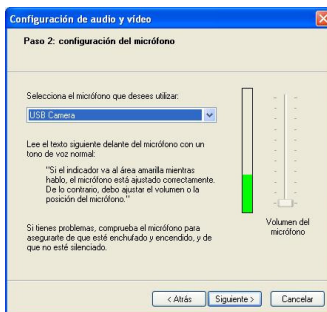 Configuración de audio y vídeo
Paso 2: configuración del micrófono
Selecciona el micrófono que desees utilizar:
USB Camera
Lee el texto siguiente delante del micrófono con un
tono de voz normal:
"Si el indicador va al área amarilla mientras
hablo, el micrófono está ajustado correctamente.
De lo contrario, debo ajustar el volumen o la
posición del micrófono."
Si tienes problemas, comprueba el micrófono para
asegurarte de que esté enchufado y encendido, y de
que no esté silenciado.
Volumen del
micrófono
< Atrás Siguiente > Cancelar